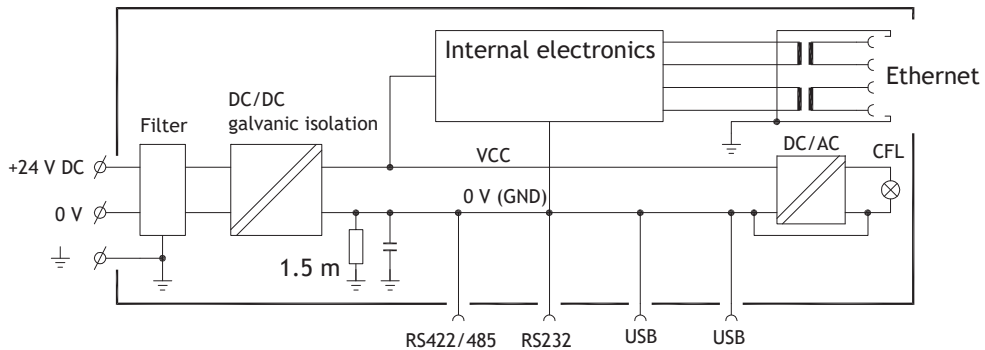 Internal electronics
Ethernet
DC/DC
galvanic isolation
Filter
DC/AC
CFL
+24 V DC
VCC
0 V
0 V (GND)
1.5 m
RS422/485
RS232
USB
USB